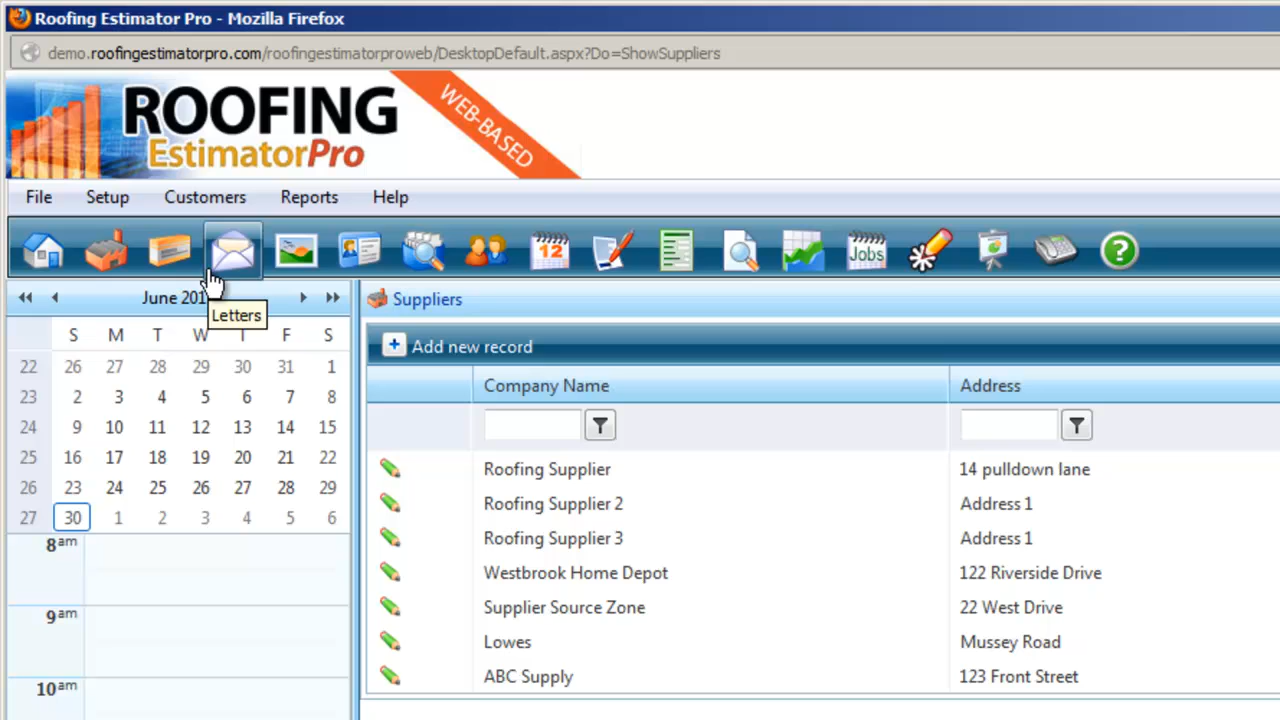 Roofing Estimator Pro - Mozilla Firefox
demo.roofingestimatorpro.com/roofingestimatorproweb/DesktopDefault.aspx?Do=ShowSuppliers
ROOFING
EstimatorPro
WEB-BASED
File Setup Customers Reports Help
12
Jobs
?
June 201
Letters
S M T W T F S
22 26 27 28 29 30 31 1
23 2 3 4 5 6 7 8
24 9 10 11 12 13 14 15
25 16 17 18 19 20 21 22
26 23 24 25 26 27 28 29
27 30 1 2 3 4 5 6
8am
9am
10am
Suppliers
Add new record
Company Name Address
Roofing Supplier 14 pulldown lane
Roofing Supplier 2 Address 1
Roofing Supplier 3 Address 1
Westbrook Home Depot 122 Riverside Drive
Supplier Source Zone 22 West Drive
Lowes Mussey Road
ABC Supply 123 Front Street